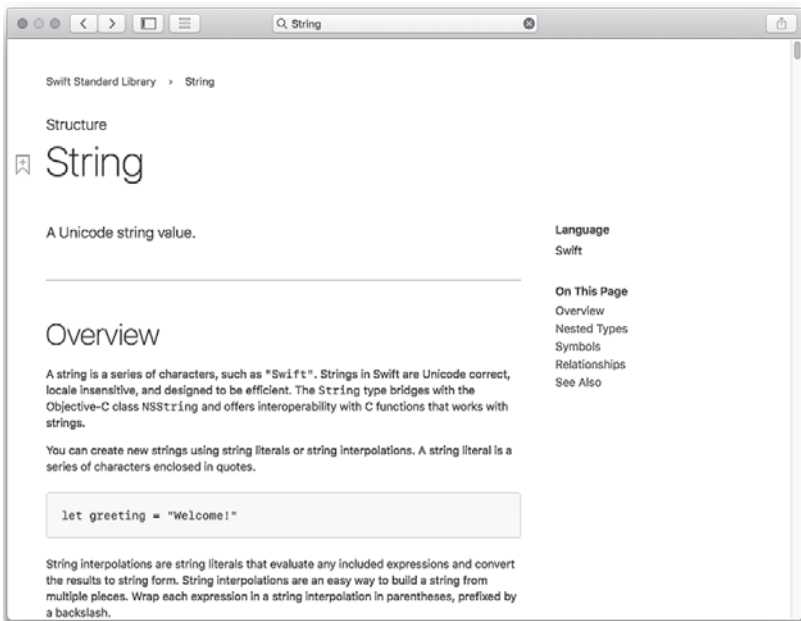 String
Swift Standard Library > String
Structure
String
A Unicode string value.
Language
Swift
On This Page
Overview
Nested Types
Symbols
Relationships
See Also
Overview
A string is a series of characters, such as "Swift". Strings in Swift are Unicode correct,
locale insensitive, and designed to be efficient. The String type bridges with the
Objective-C class NSString and offers interoperability with C functions that works with
strings.
You can create new strings using string literals or string interpolations. A string literal is a
series of characters enclosed in quotes.
let greeting = "Welcome!"
String interpolations are string literals that evaluate any included expressions and convert
the results to string form. String interpolations are an easy way to build a string from
multiple pieces. Wrap each expression in a string interpolation in parentheses, prefixed by
a backslash.